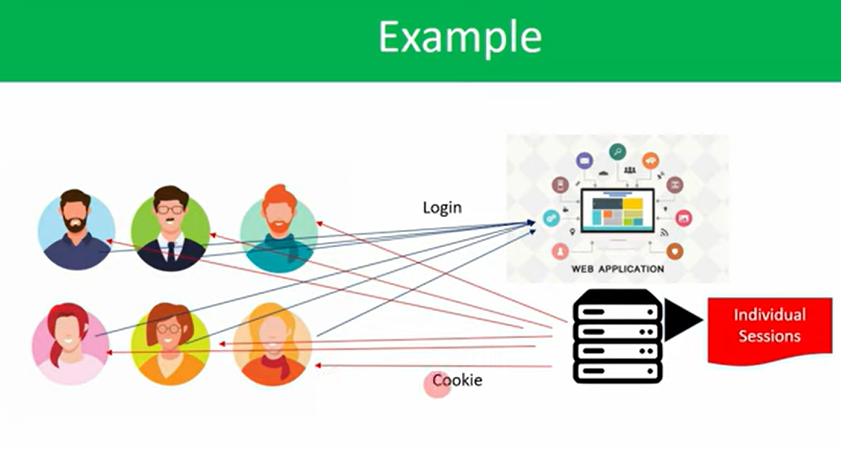 Example
Login
WEB APPLICATION
Individual
Sessions
Cookie